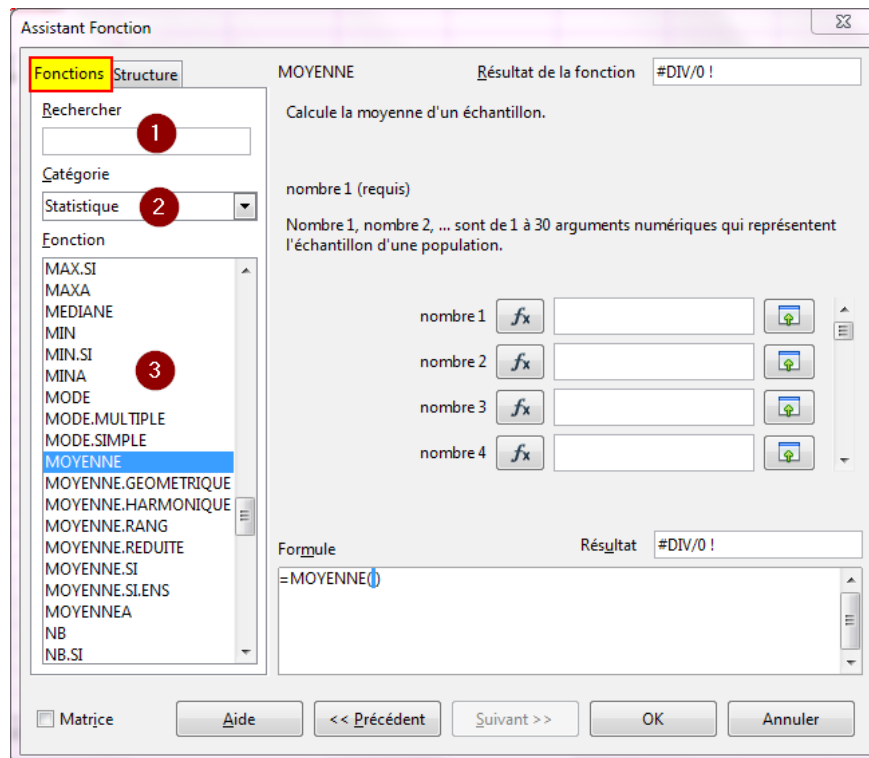 Assistant Fonction
Fonctions Structure
Rechercher
1
Catégorie
Statistique 2
Fonction
MAX.SI
MAXA
MEDIANE
MIN
MIN.SI
MINA
3
MODE
MODE.MULTIPLE
MODE.SIMPLE
MOYENNE
MOYENNE.GEOMETRIQUE
MOYENNE.HARMONIQUE
MOYENNE.RANG
MOYENNE.REDUITE
MOYENNE.SI
MOYENNE.SI.ENS
MOYENNEA
NB
NB.SI
MOYENNE Résultat de la fonction #DIV/0 !
Calcule la moyenne d'un échantillon.
nombre 1 (requis)
Nombre 1, nombre 2, ... sont de 1 à 30 arguments numériques qui représentent
l'échantillon d'une population.
nombre 1 fx
nombre 2 fx
nombre 3 fx
nombre 4 fx
Formule Résultat #DIV/0 !
=MOYENNE()
Matrice Aide << Précédent Suivant >> OK Annuler